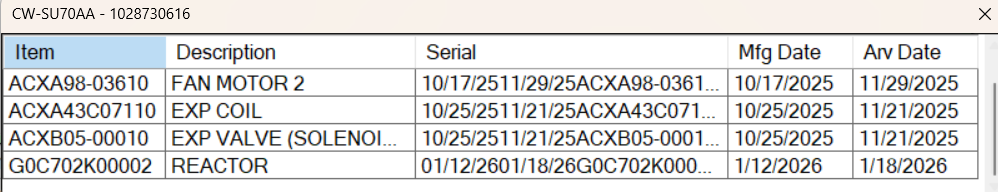 CW-SU70AA - 1028730616
Item Description Serial Mfg Date Arv Date
ACXA98-03610 FAN MOTOR 2 10/17/2511/29/25ACXA98-0361... 10/17/2025 11/29/2025
ACXA43C07110 EXP COIL 10/25/2511/21/25ACXA43C071... 10/25/2025 11/21/2025
ACXB05-00010 EXP VALVE (SOLENOI... 10/25/2511/21/25ACXB05-0001... 10/25/2025 11/21/2025
G0C702K00002 REACTOR 01/12/2601/18/26G0C702K000... 1/12/2026 1/18/2026